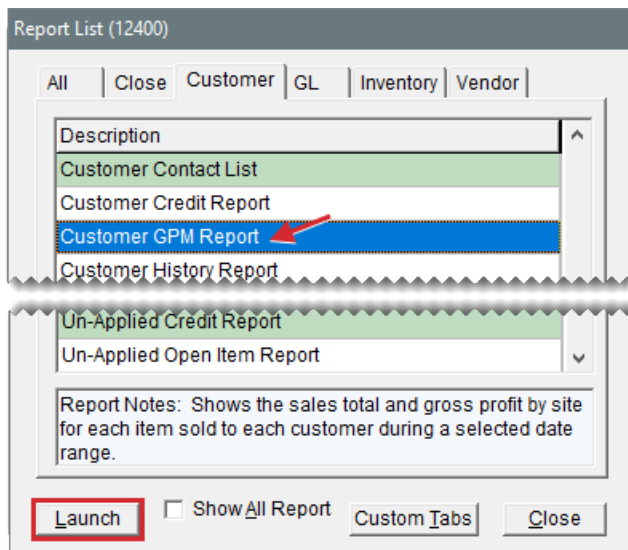 Report List (12400)
All Close Customer GL Inventory Vendor
Description
Customer Contact List
Customer Credit Report
Customer GPM Report
Customer History Report
Un-Applied Credit Report
Un-Applied Open Item Report
Report Notes: Shows the sales total and gross profit by site
for each item sold to each customer during a selected date
range.
Launch Show All Report Custom Tabs Close